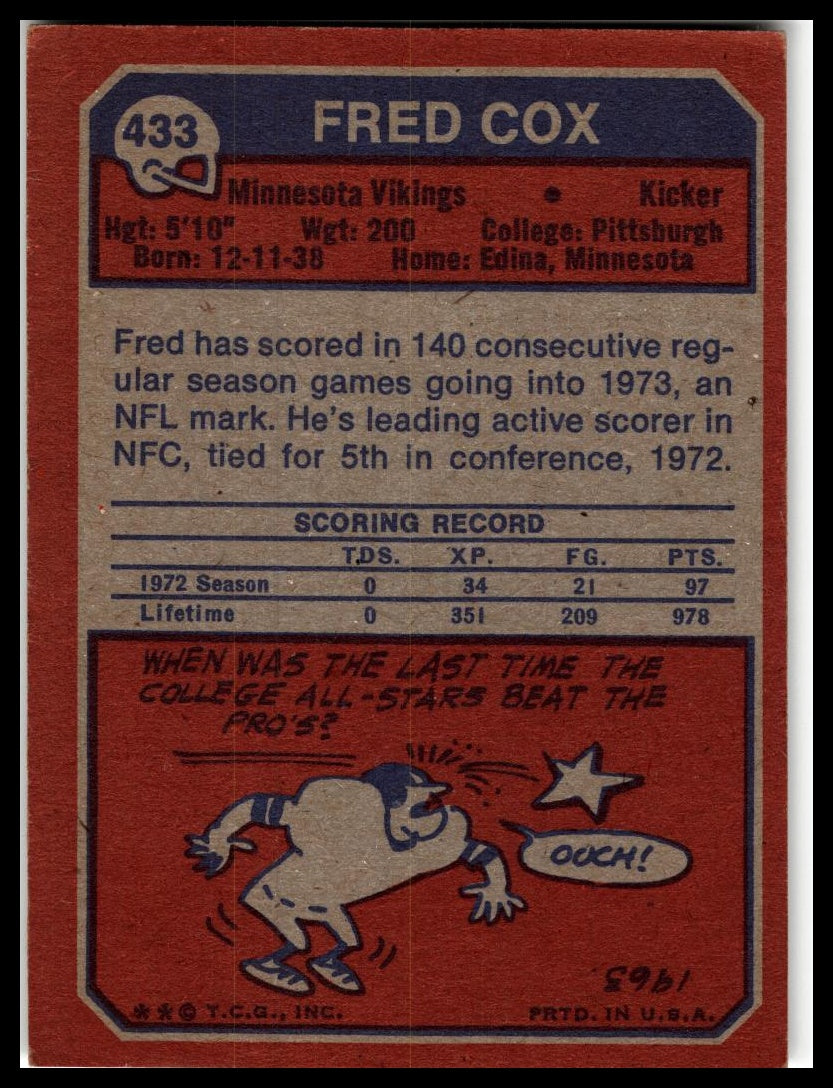 433
FRED COX
Minnesota Vikings • Kicker
Hgt: 5'10" Wgt: 200 College: Pittsburgh
Born: 12-11-38 Home: Edina, Minnesota
Fred has scored in 140 consecutive reg-
ular season games going into 1973, an
NFL mark. He's leading active scorer in
NFC, tied for 5th in conference, 1972.
SCORING RECORD
TDS. XP. FG. PTS.
1972 Season 0 34 21 97
Lifetime 0 351 209 978
WHEN WAS THE LAST TIME THE
COLLEGE ALL-STARS BEAT THE
PRO'S?
OUCH!
1963
** © T.C.G., INC. PRTD. IN U.S.A.